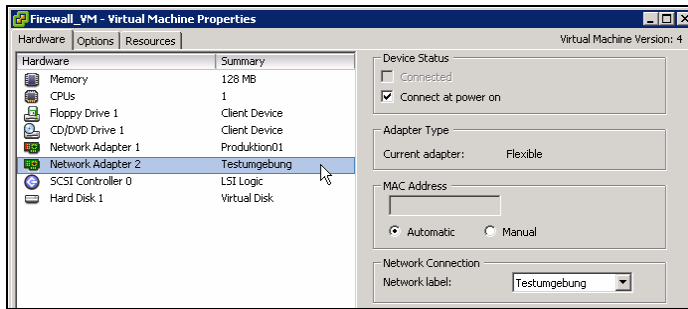 Firewall_VM - Virtual Machine Properties
Hardware Options Resources Virtual Machine Version: 4
Hardware Summary
Memory 128 MB
CPUs 1
Floppy Drive 1 Client Device
CD/DVD Drive 1 Client Device
Network Adapter 1 Produktion01
Network Adapter 2 Testumgebung
SCSI Controller 0 LSI Logic
Hard Disk 1 Virtual Disk
Device Status
Connected
Connect at power on
Adapter Type
Current adapter: Flexible
MAC Address
Automatic Manual
Network Connection
Network label: Testumgebung